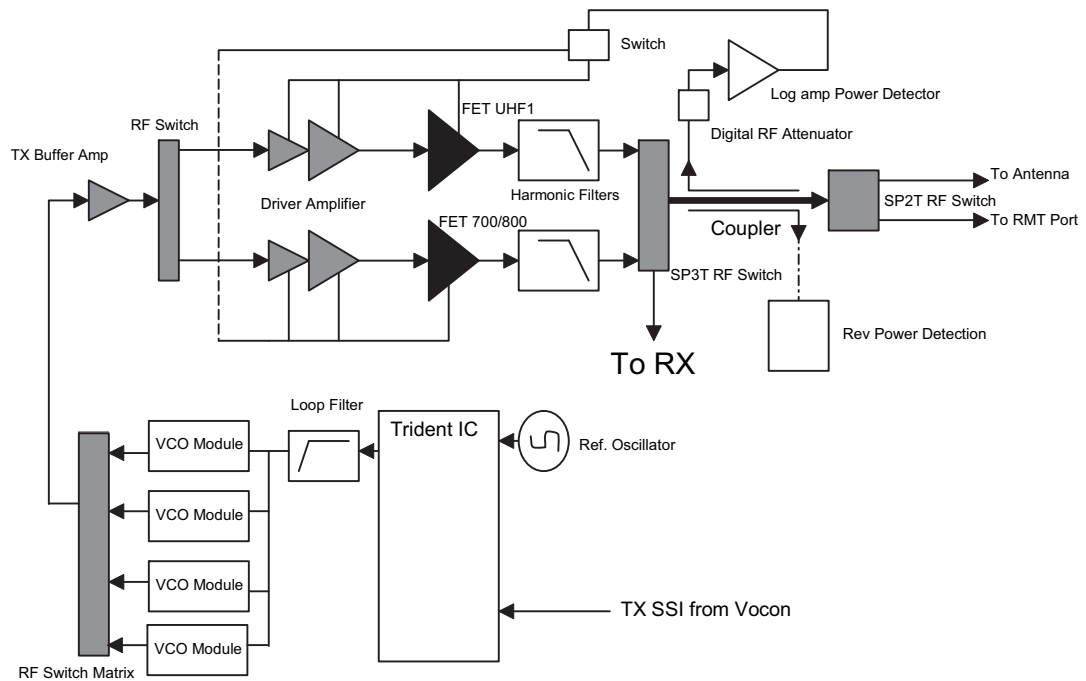 Switch
Log amp Power Detector
FET UHF1
RF Switch
Digital RF Attenuator
TX Buffer Amp
Harmonic Filters
To Antenna
Driver Amplifier
SP2T RF Switch
FET 700/800
Coupler
To RMT Port
SP3T RF Switch
Rev Power Detection
To RX
Loop Filter
Trident IC
VCO Module
Ref. Oscillator
VCO Module
VCO Module
TX SSI from Vocon
VCO Module
RF Switch Matrix